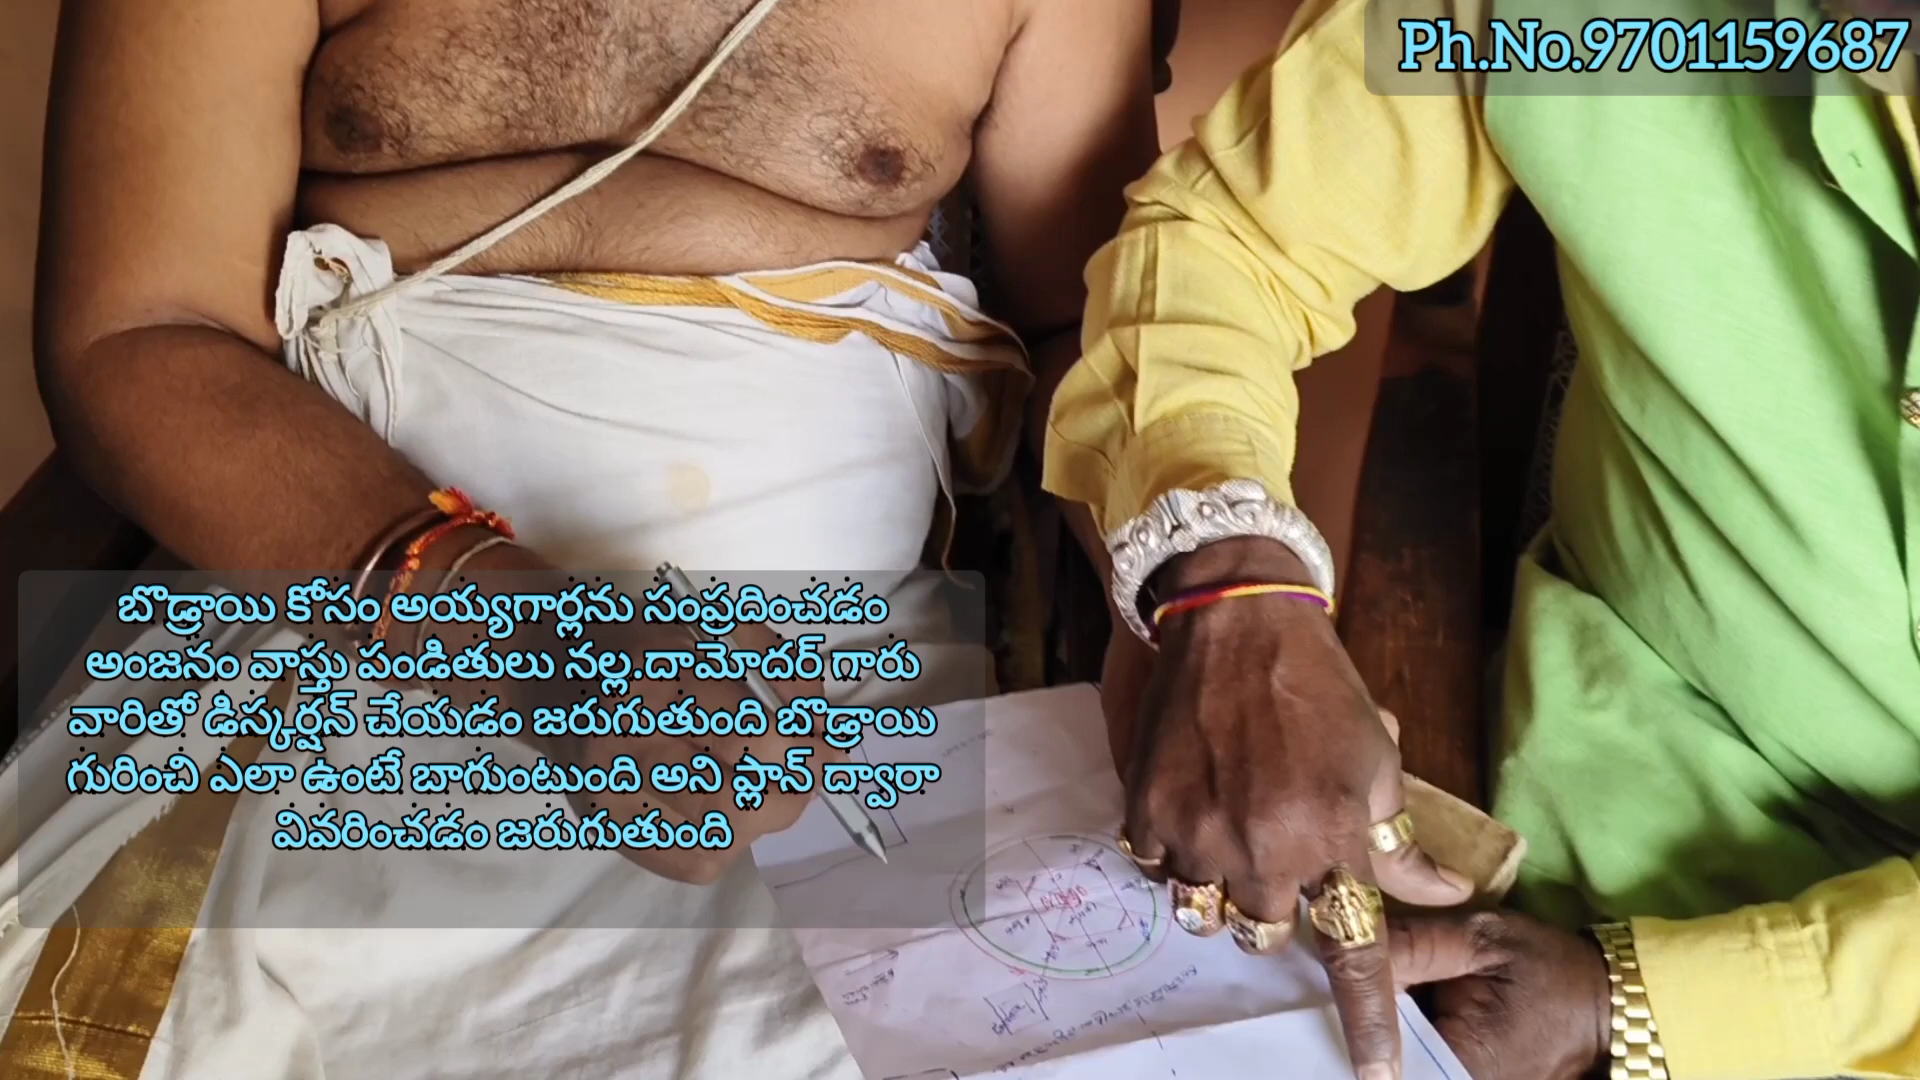 Ph.No.9701159687
బొడ్రాయి కోసం అయ్యగార్లను సంప్రదించడం
అంజనం వాస్తు పండితులు నల్ల.దామోదర్ గారు
వారితో డిస్కర్షన్ చేయడం జరుగుతుంది బొడ్రాయి
గురించి ఏలా ఉంటే బాగుంటుంది అని ప్లాన్ ద్వారా
వివరించడం జరుగుతుంది